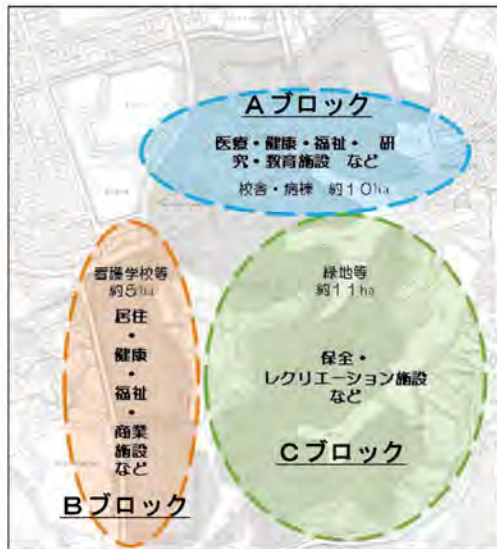 Aブロック
医療・健康・福祉・ 研
究・教育施設 など
校舎・病棟 約10ha
看護学校等
約5ha
居住
・
健康
・
福祉
・
商業
施設
など
Bブロック
緑地等
約11ha
保全・
レクリエーション施設
など
Cブロック